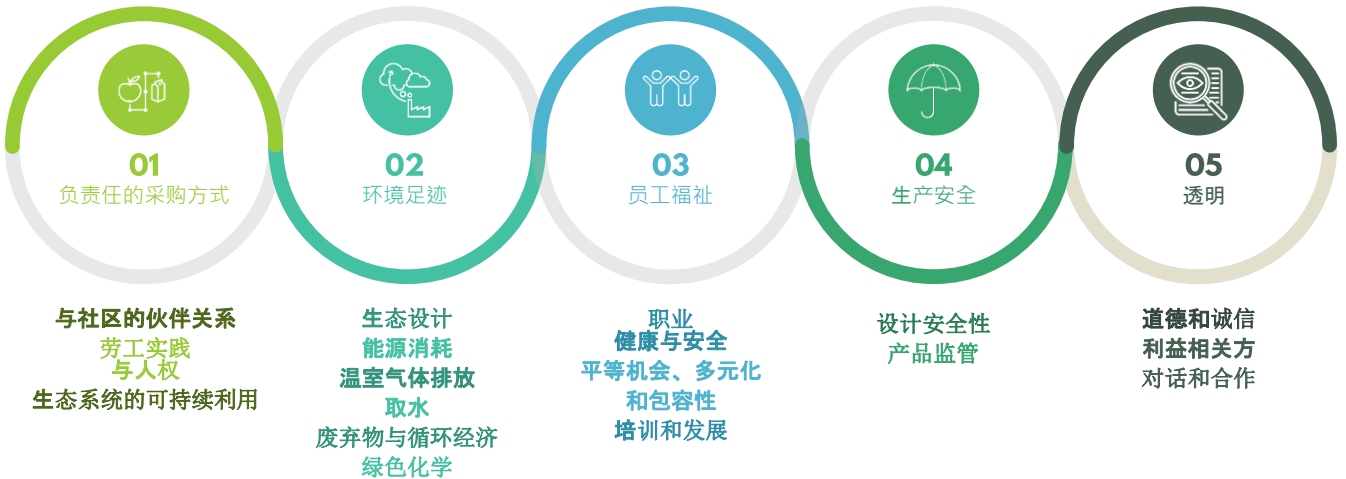 01
负责任的采购方式
与社区的伙伴关系
劳工实践
与人权
生态系统的可持续利用
02
环境足迹
生态设计
能源消耗
温室气体排放
取水
废弃物与循环经济
绿色化学
03
员工福祉
职业
健康与安全
平等机会、多元化
和包容性
培训和发展
04
生产安全
设计安全性
产品监管
05
透明
道德和诚信
利益相关方
对话和合作